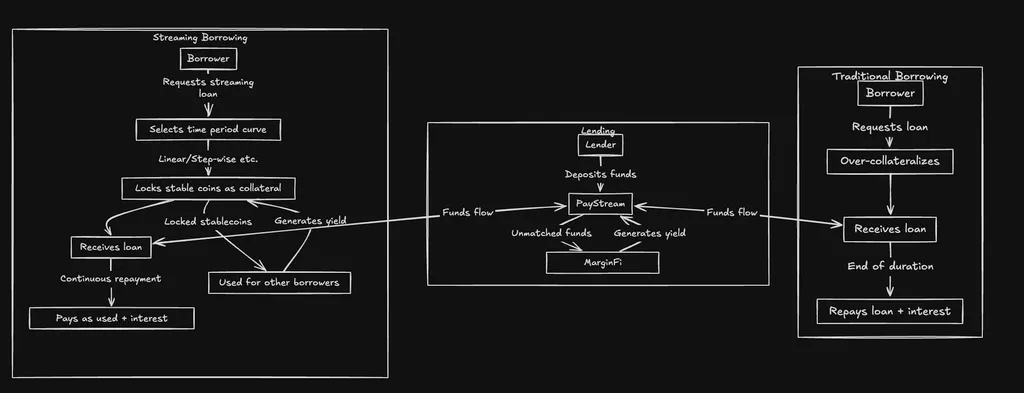 Streaming Borrowing
Borrower
Requests streaming
loan
Selects time period curve
Linear/Step-wise etc.
Locks stable coins as collateral
Locked stablecoins
Generates yield
Receives loan
Continuous repayment
Used for other borrowers
Pays as used + interest
Funds flow
Lending
Lender
Deposits funds
PayStream
Unmatched funds
Generates yield
MarginFi
Funds flow
Traditional Borrowing
Borrower
Requests loan
Over-collateralizes
Receives loan
End of duration
Repays loan + interest